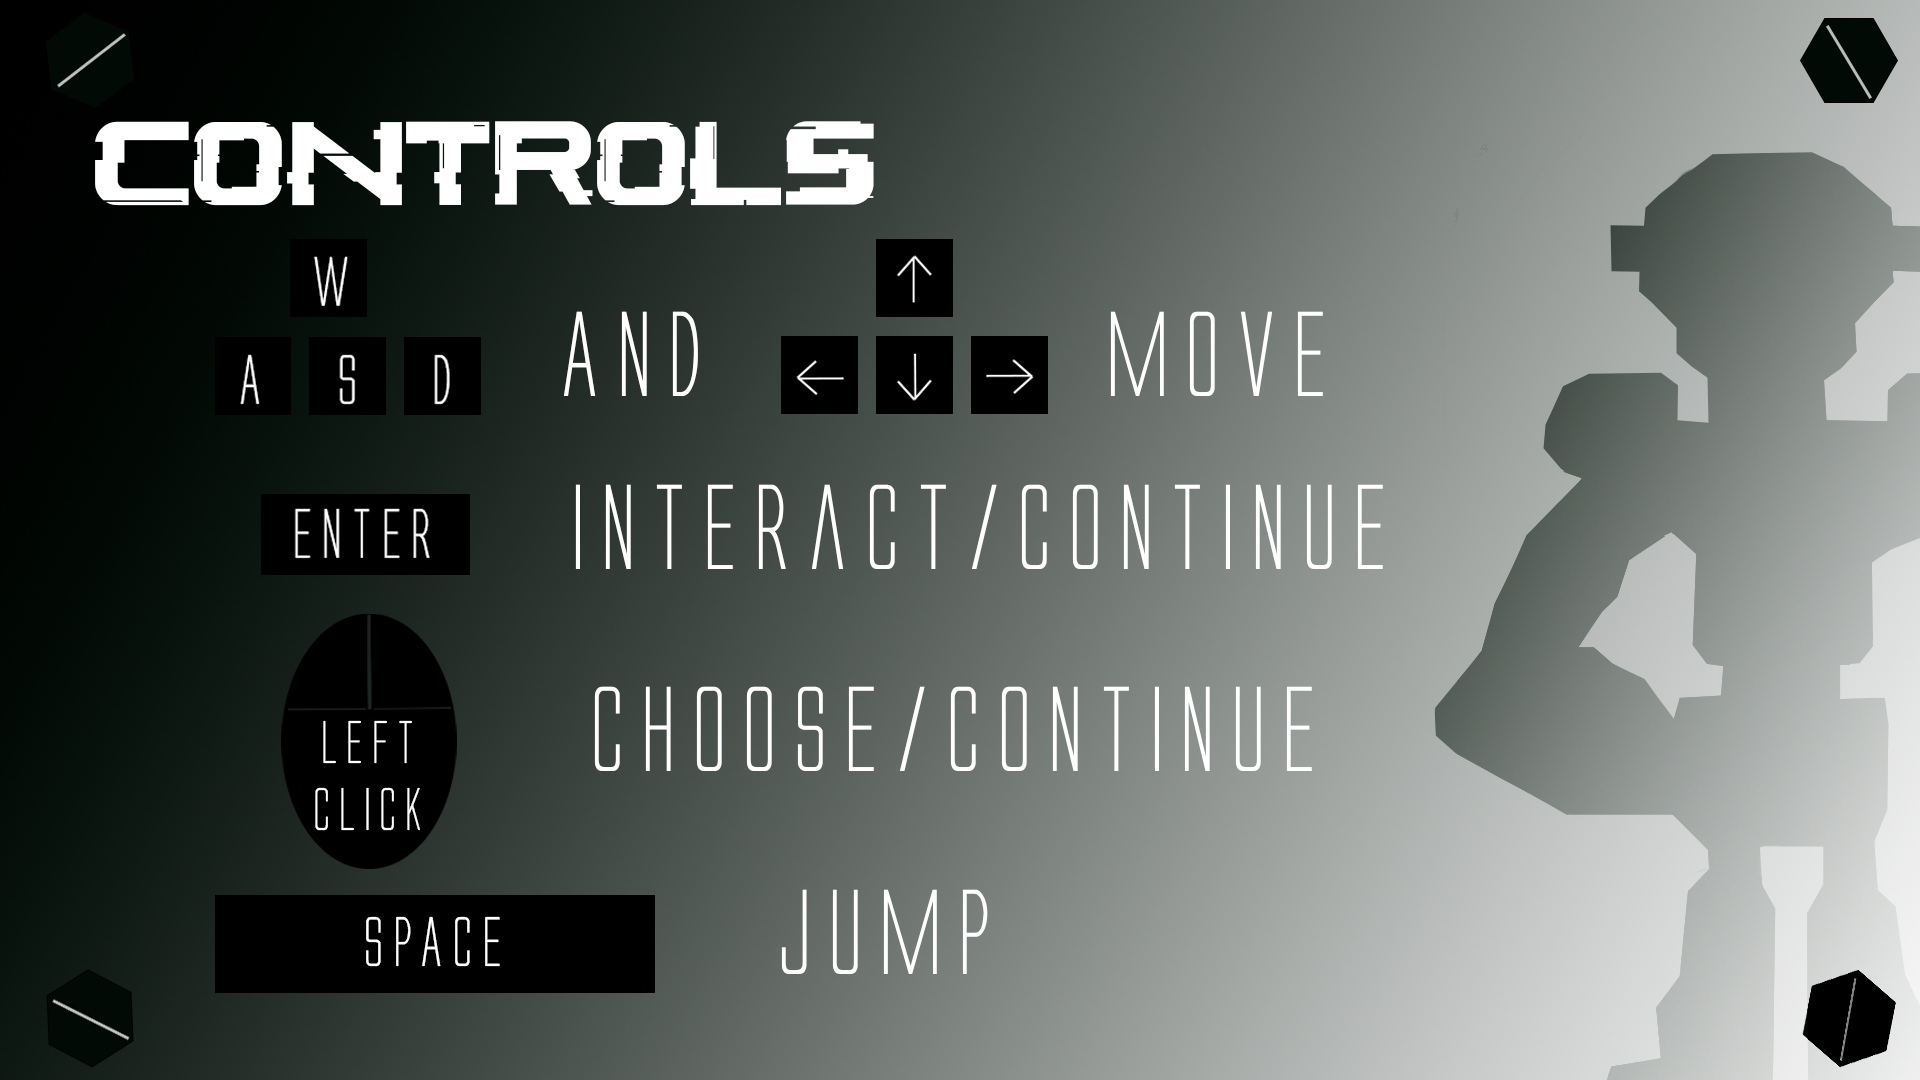 CONTROLS
W
A S D AND ↑ ← ↓ → MOVE
ENTER INTERACT/CONTINUE
LEFT
CLICK
CHOOSE/CONTINUE
SPACE JUMP